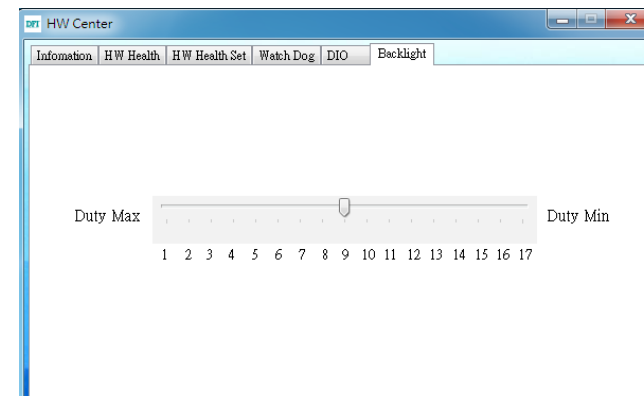 DFI HW Center
Infomation HW Health HW Health Set Watch Dog DIO Backlight
Duty Max Duty Min
1 2 3 4 5 6 7 8 9 10 11 12 13 14 15 16 17